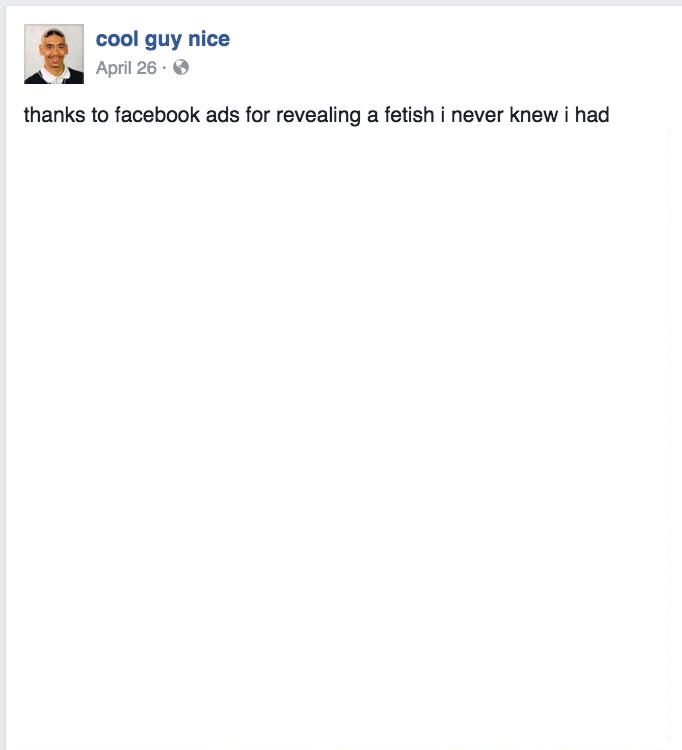 cool guy nice
April 26 ·
thanks to facebook ads for revealing a fetish i never knew i had